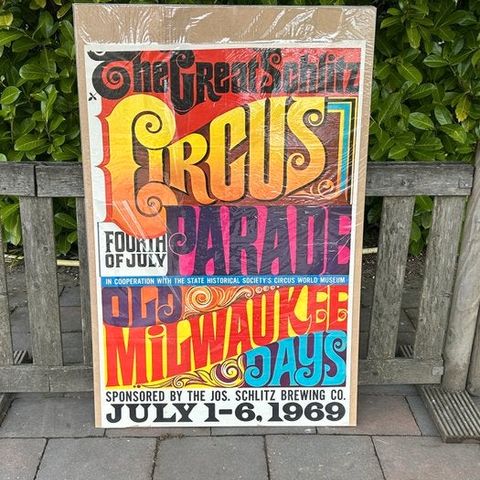 The Great Schlitz
CIRCUS
PARADE
FOURTH
OF JULY
IN COOPERATION WITH THE STATE HISTORICAL SOCIETY'S CIRCUS WORLD MUSEUM
OLD
MiLWAUKEE
DAYS
SPONSORED BY THE JOS. SCHLITZ BREWING CO.
JULY 1-6, 1969